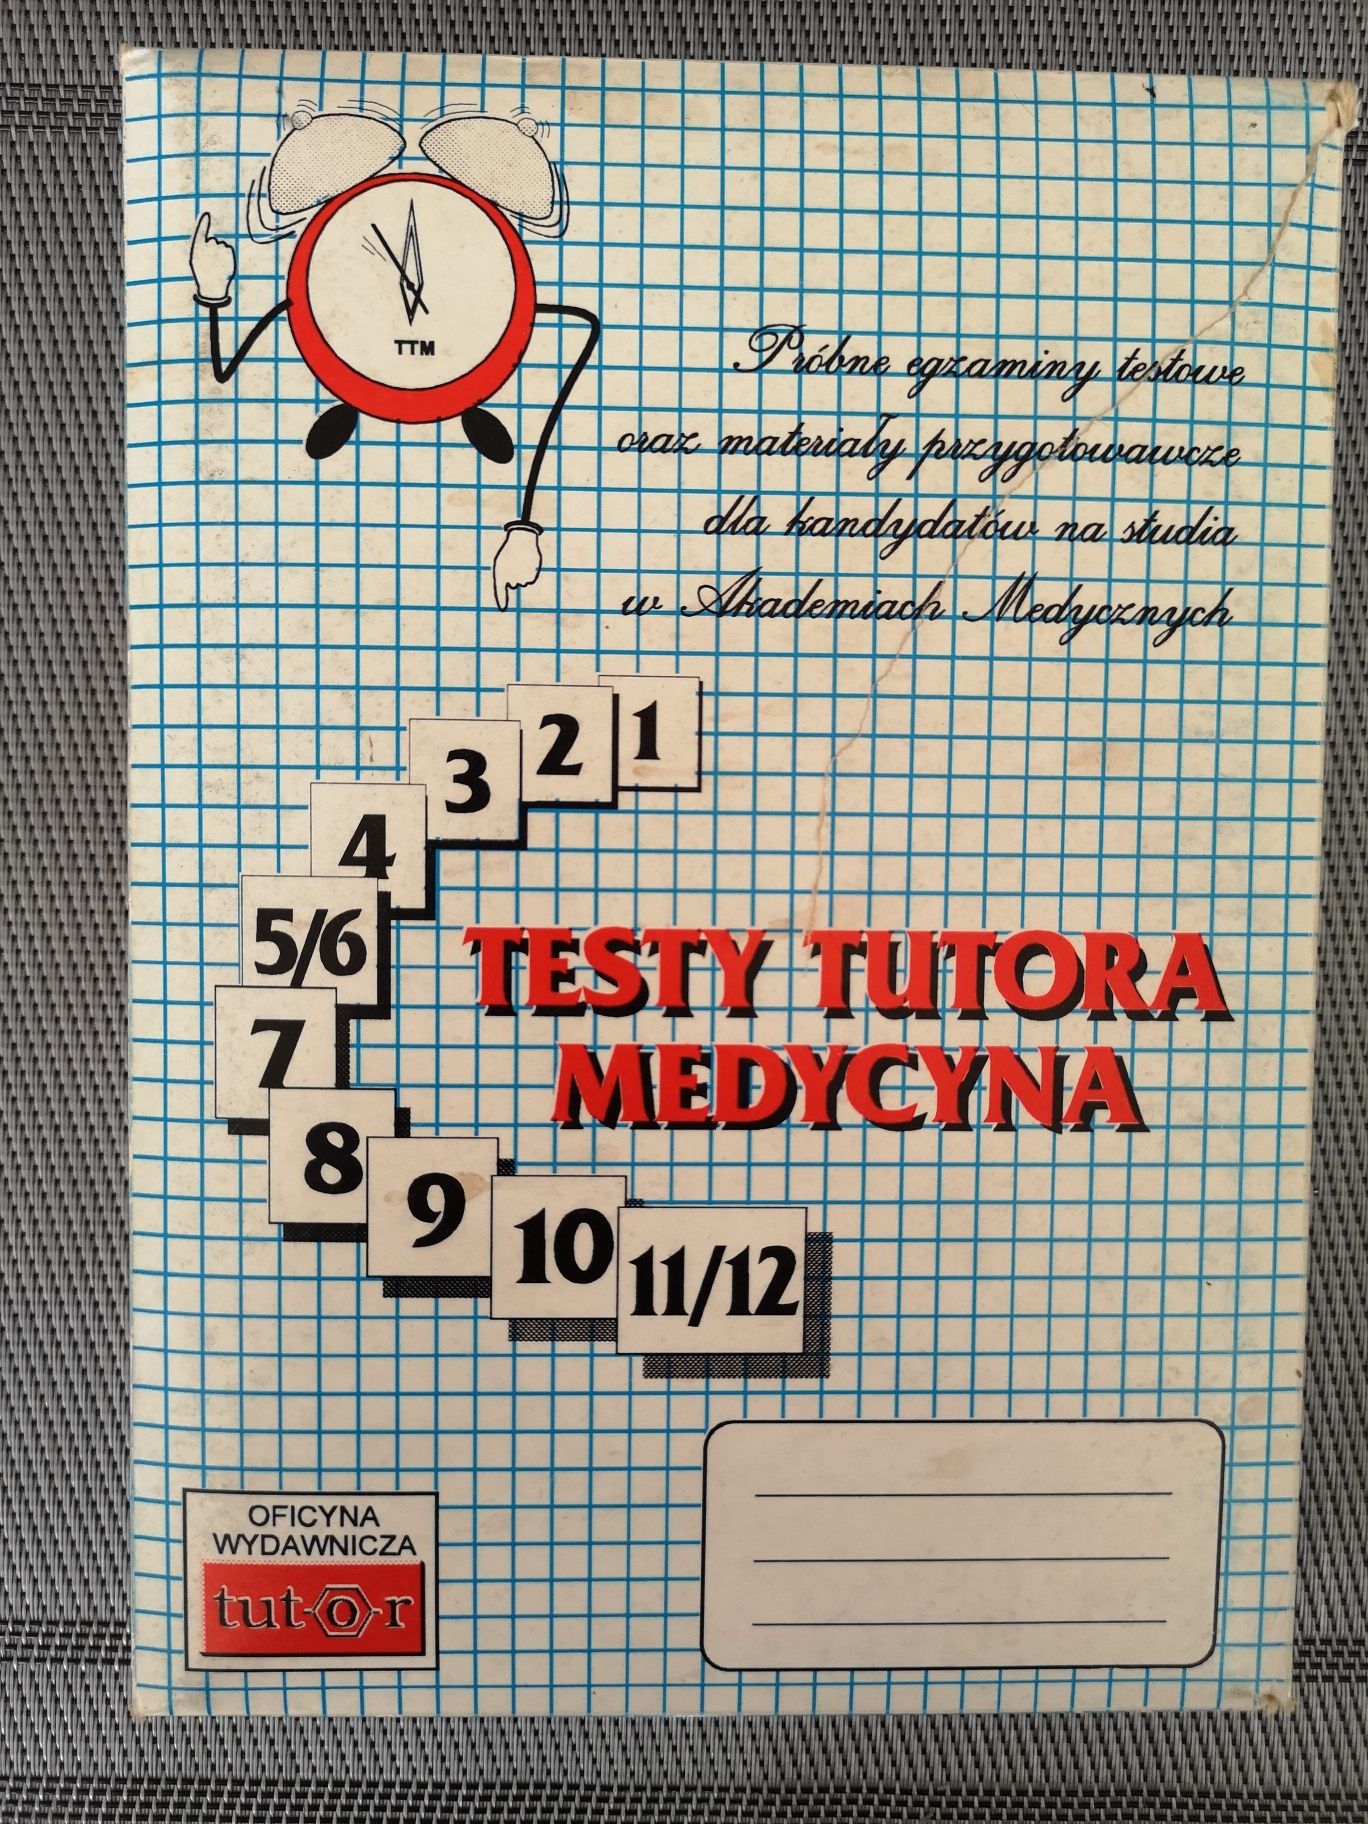 TTM
Próbne egzaminy testowe
oraz materiały przygotowawcze
dla kandydatów na studia
w Akademiach Medycznych
1
2
3
4
5/6
7
8
9
10
11/12
TESTY TUTORA
MEDYCYNA
OFICYNA
WYDAWNICZA
tutor